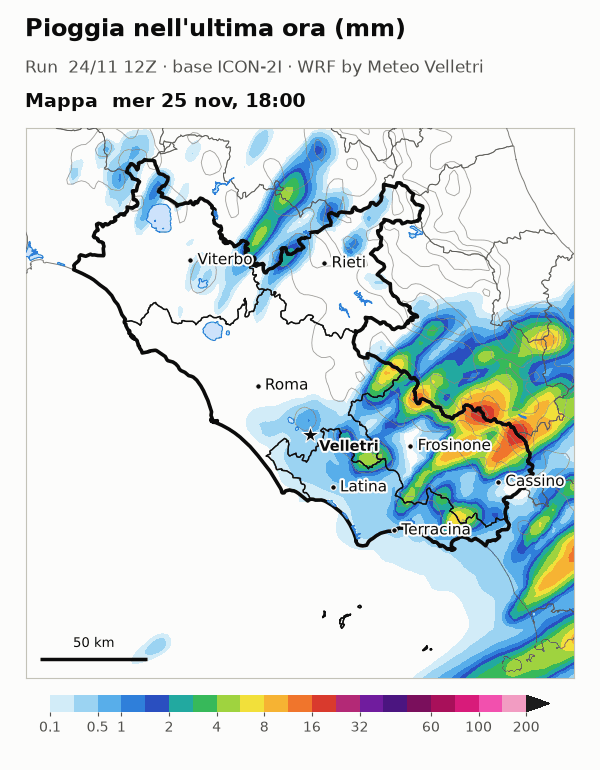 Pioggia nell'ultima ora (mm)
Run 24/11 12Z · base ICON-2I · WRF by Meteo Velletri
Mappa mer 25 nov, 18:00
Viterbo
Rieti
Roma
Velletri
Frosinone
Latina
Cassino
Terracina
50 km
0.1 0.5 1 2 4 8 16 32 60 100 200